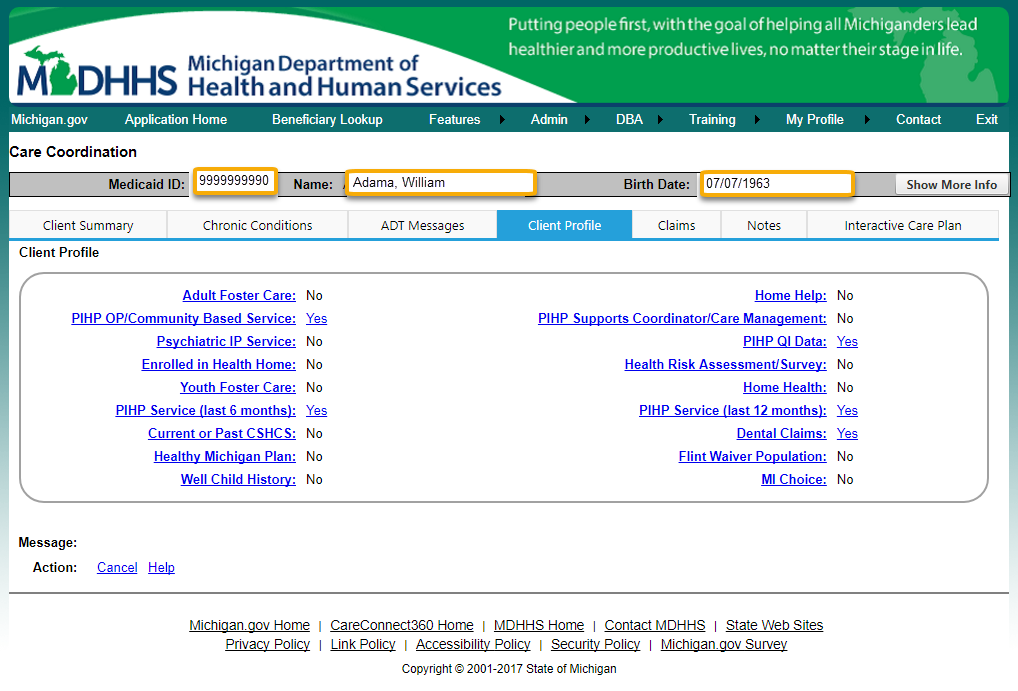 Putting people first, with the goal of helping all Michiganders lead
healthier and more productive lives, no matter their stage in life.
MDHHS Michigan Department of
Health and Human Services
Michigan.gov Application Home Beneficiary Lookup Features Admin DBA Training My Profile Contact Exit
Care Coordination
Medicaid ID: 9999999990 Name: Adama, William Birth Date: 07/07/1963 Show More Info
Client Summary Chronic Conditions ADT Messages Client Profile Claims Notes Interactive Care Plan
Client Profile
Adult Foster Care: No Home Help: No
PIHP OP/Community Based Service: Yes PIHP Supports Coordinator/Care Management: No
Psychiatric IP Service: No PIHP QI Data: Yes
Enrolled in Health Home: No Health Risk Assessment/Survey: No
Youth Foster Care: No Home Health: No
PIHP Service (last 6 months): Yes PIHP Service (last 12 months): Yes
Current or Past CSHCS: No Dental Claims: Yes
Healthy Michigan Plan: No Flint Waiver Population: No
Well Child History: No MI Choice: No
Message:
Action: Cancel Help
Michigan.gov Home | CareConnect360 Home | MDHHS Home | Contact MDHHS | State Web Sites
Privacy Policy | Link Policy | Accessibility Policy | Security Policy | Michigan.gov Survey
Copyright © 2001-2017 State of Michigan